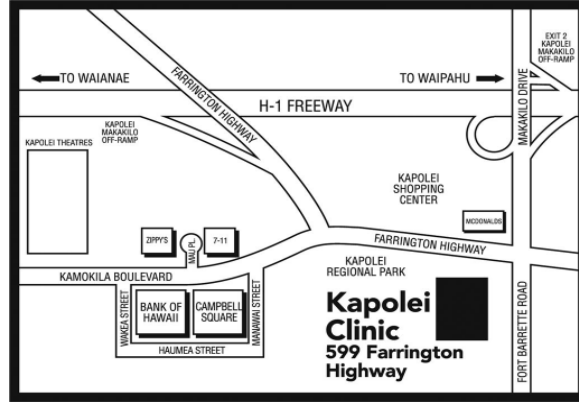 EXIT 2
KAPOLEI
MAKAKILO
OFF-RAMP
TO WAIANAE
FARRINGTON HIGHWAY
TO WAIPAHU
MAKAKILO DRIVE
H-1 FREEWAY
KAPOLEI
MAKAKILO
OFF-RAMP
KAPOLEI THEATRES
KAPOLEI
SHOPPING
CENTER
MCDONALDS
ZIPPY'S
MAU PL.
7-11
FARRINGTON HIGHWAY
KAPOLEI
REGIONAL PARK
KAMOKILA BOULEVARD
WAKEA STREET
BANK OF
HAWAII
CAMPBELL
SQUARE
MANAWAI STREET
HAUMEA STREET
Kapolei
Clinic
599 Farrington
Highway
FORT BARRETTE ROAD